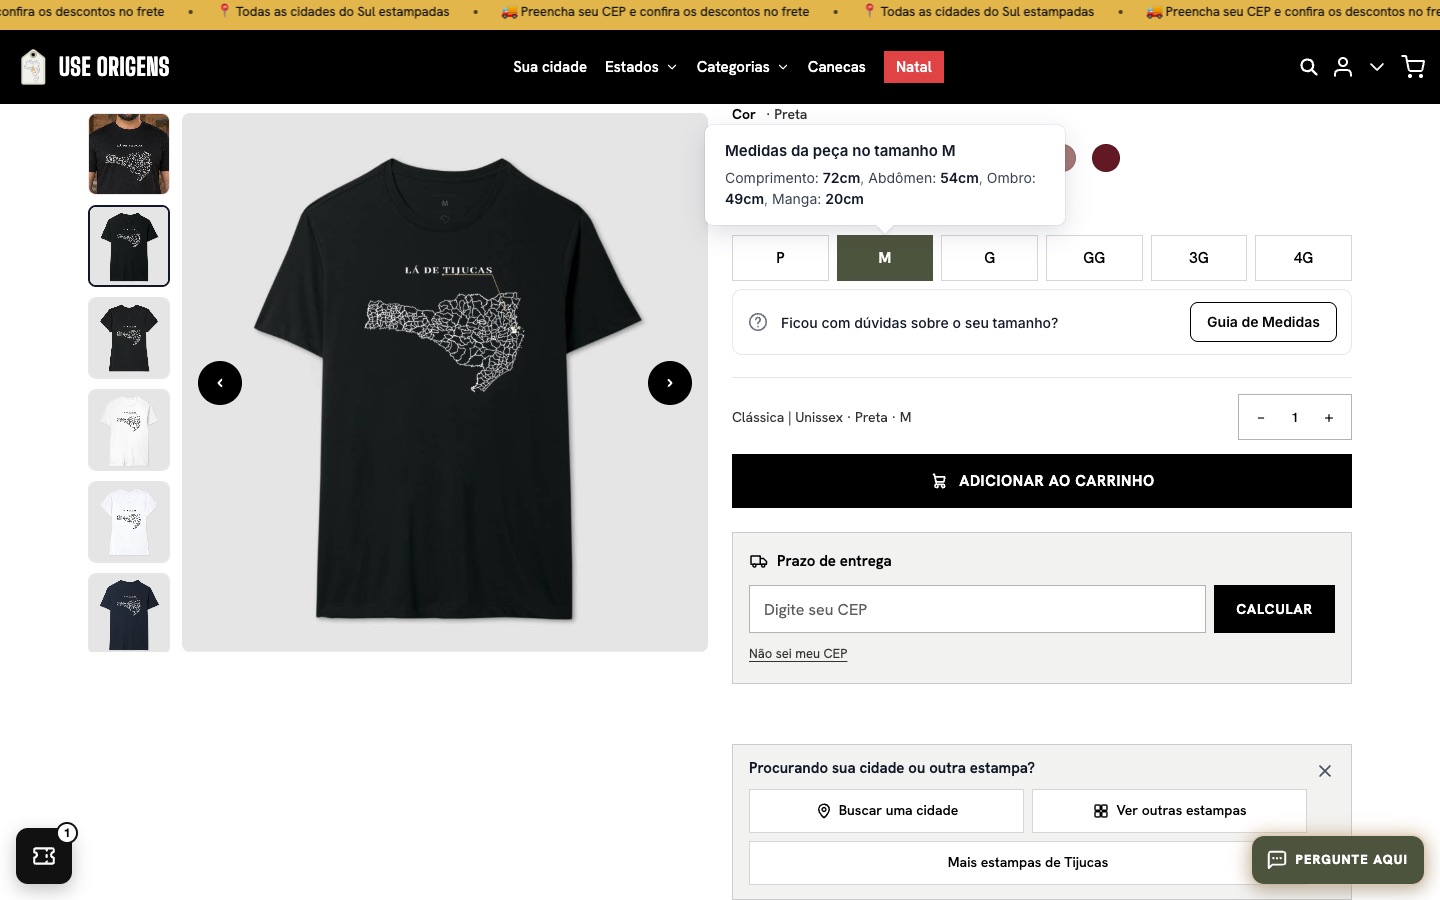 confira os descontos no frete • 📍 Todas as cidades do Sul estampadas • 🚚 Preencha seu CEP e confira os descontos no frete • 📍 Todas as cidades do Sul estampadas • 🚚 Preencha seu CEP e confira os descontos no fre
USE ORIGENS
Sua cidade Estados Categorias Canecas Natal
Cor · Preta
Medidas da peça no tamanho M
Comprimento: 72cm, Abdômen: 54cm, Ombro:
49cm, Manga: 20cm
P M G GG 3G 4G
LÁ DE TIJUCAS
Ficou com dúvidas sobre o seu tamanho? Guia de Medidas
Clássica | Unissex · Preta · M
− 1 +
ADICIONAR AO CARRINHO
Prazo de entrega
Digite seu CEP CALCULAR
Não sei meu CEP
Procurando sua cidade ou outra estampa?
Buscar uma cidade Ver outras estampas
Mais estampas de Tijucas
1
PERGUNTE AQUI